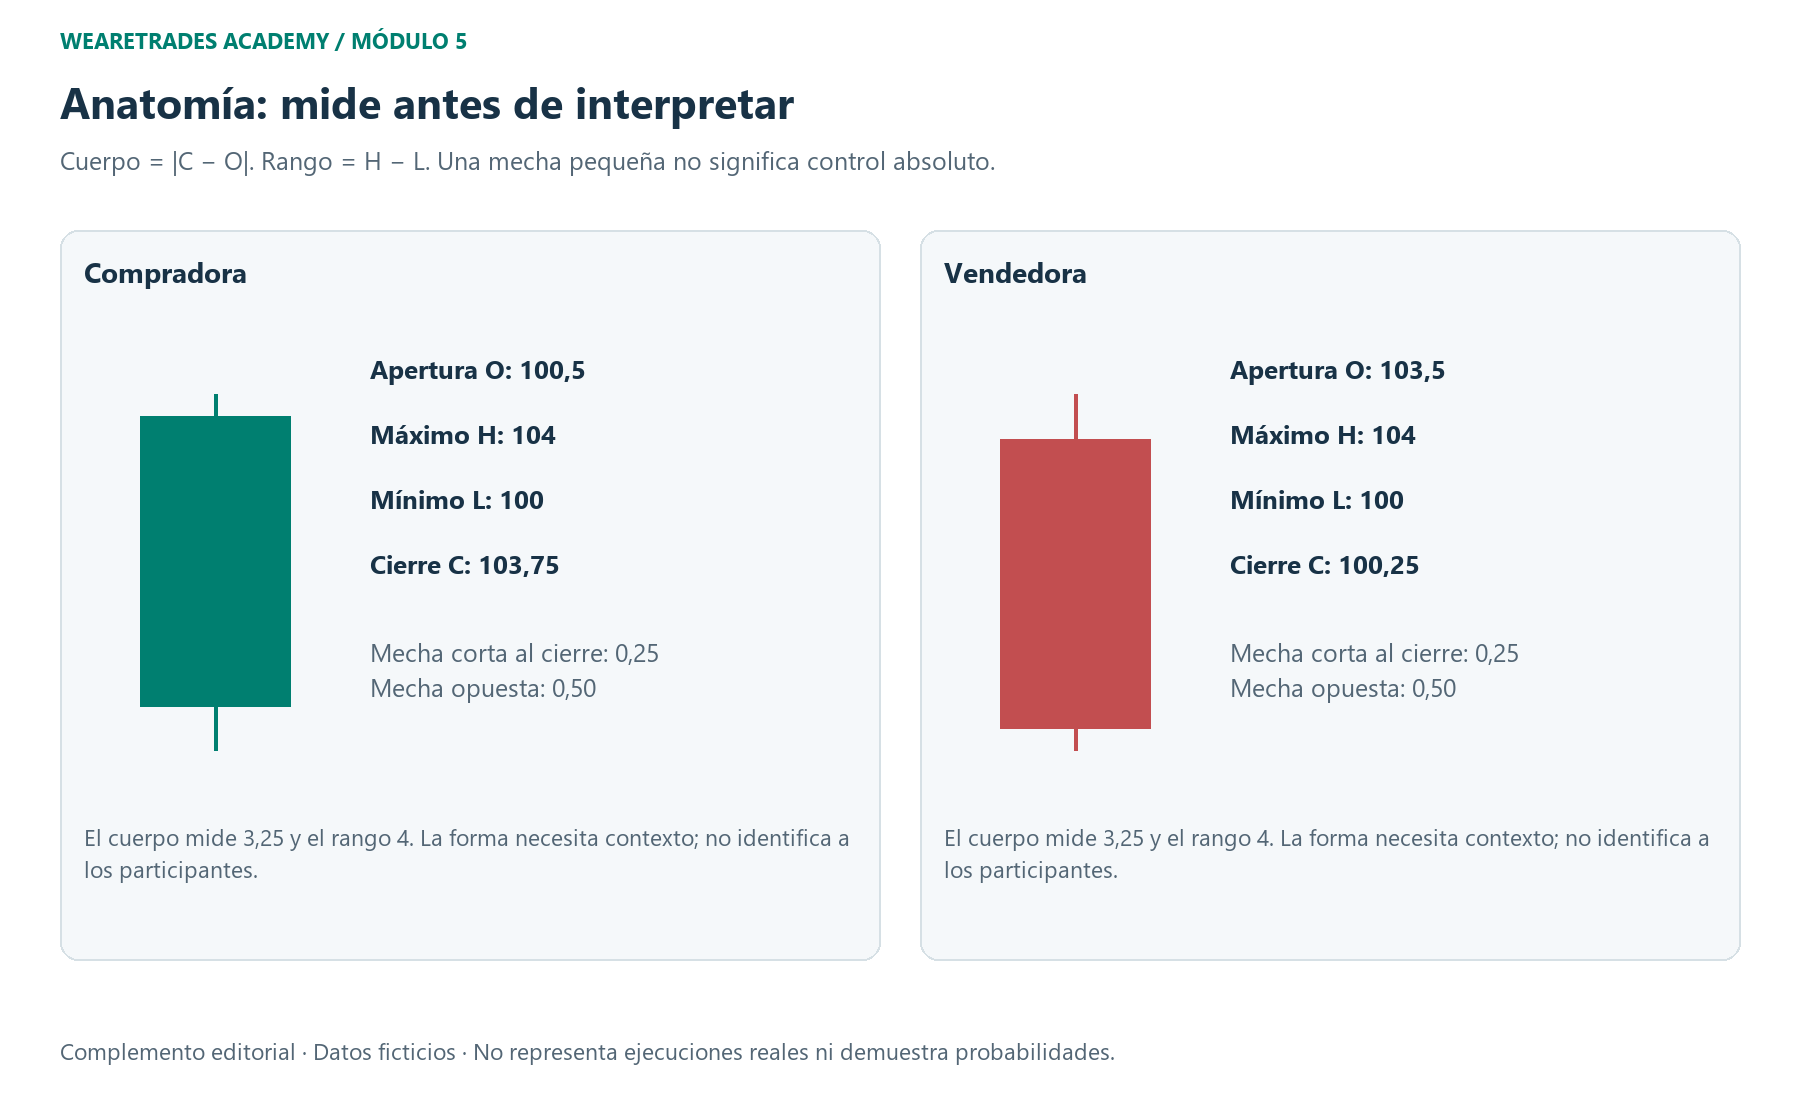 WEARETRADES ACADEMY / MÓDULO 5
Anatomía: mide antes de interpretar
Cuerpo = |C − O|. Rango = H − L. Una mecha pequeña no significa control absoluto.
Compradora
Apertura O: 100,5
Máximo H: 104
Mínimo L: 100
Cierre C: 103,75
Mecha corta al cierre: 0,25
Mecha opuesta: 0,50
El cuerpo mide 3,25 y el rango 4. La forma necesita contexto; no identifica a
los participantes.
Vendedora
Apertura O: 103,5
Máximo H: 104
Mínimo L: 100
Cierre C: 100,25
Mecha corta al cierre: 0,25
Mecha opuesta: 0,50
El cuerpo mide 3,25 y el rango 4. La forma necesita contexto; no identifica a
los participantes.
Complemento editorial · Datos ficticios · No representa ejecuciones reales ni demuestra probabilidades.